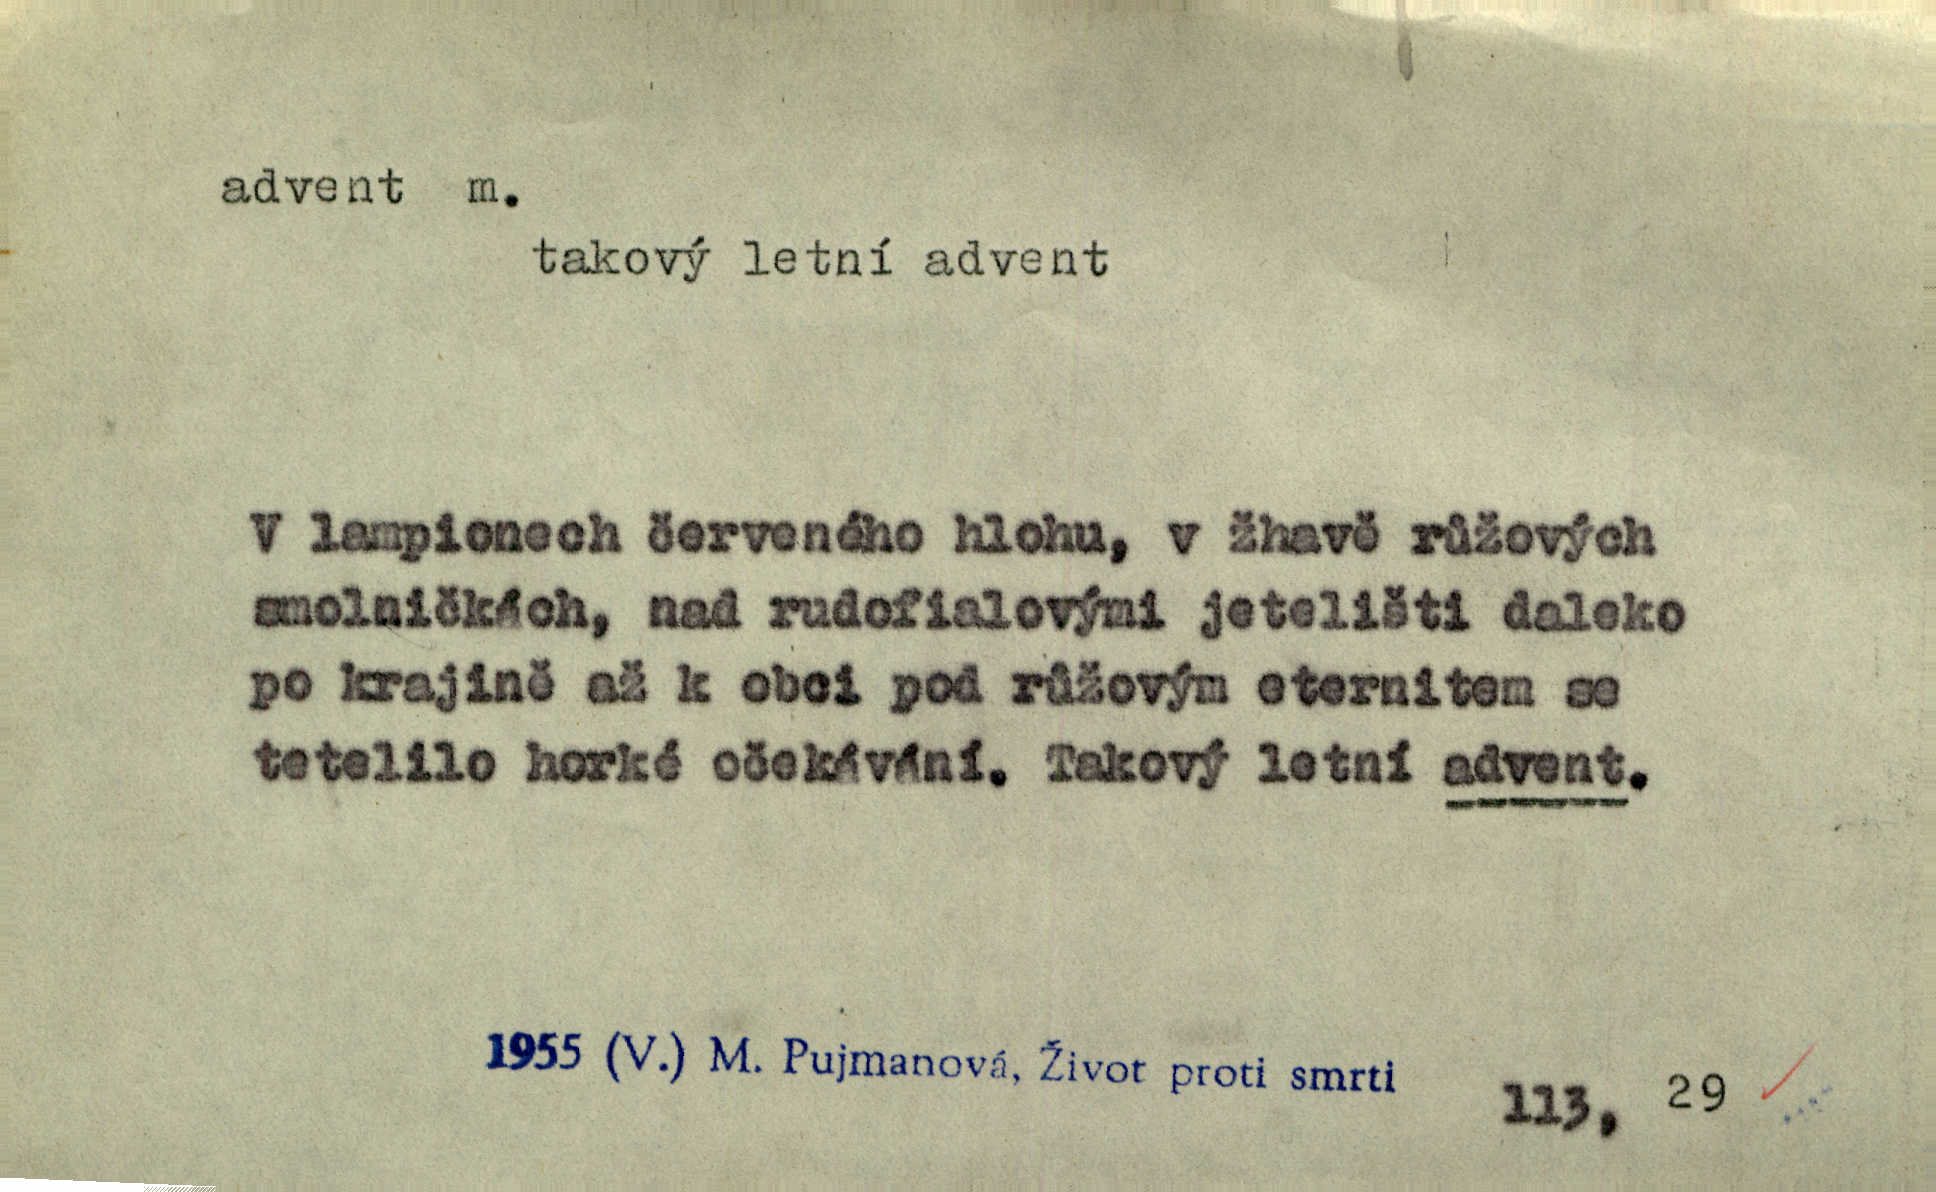 advent m.
takový letní advent
V lampionech červeného hlohu, v žhavě růžových
smolničkách, nad rudofialovými jetelišti daleko
po krajině až k obci pod růžovým eternitem se
tetelilo horké očekávání. Takový letní advent.
1955 (V.) M. Pujmanová, Život proti smrti
113, 29